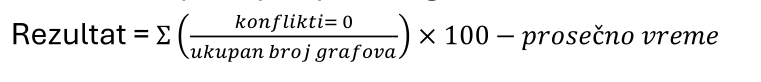 Rezultat = Σ (konflikti= 0 / ukupan broj grafova) × 100 − prosečno vreme